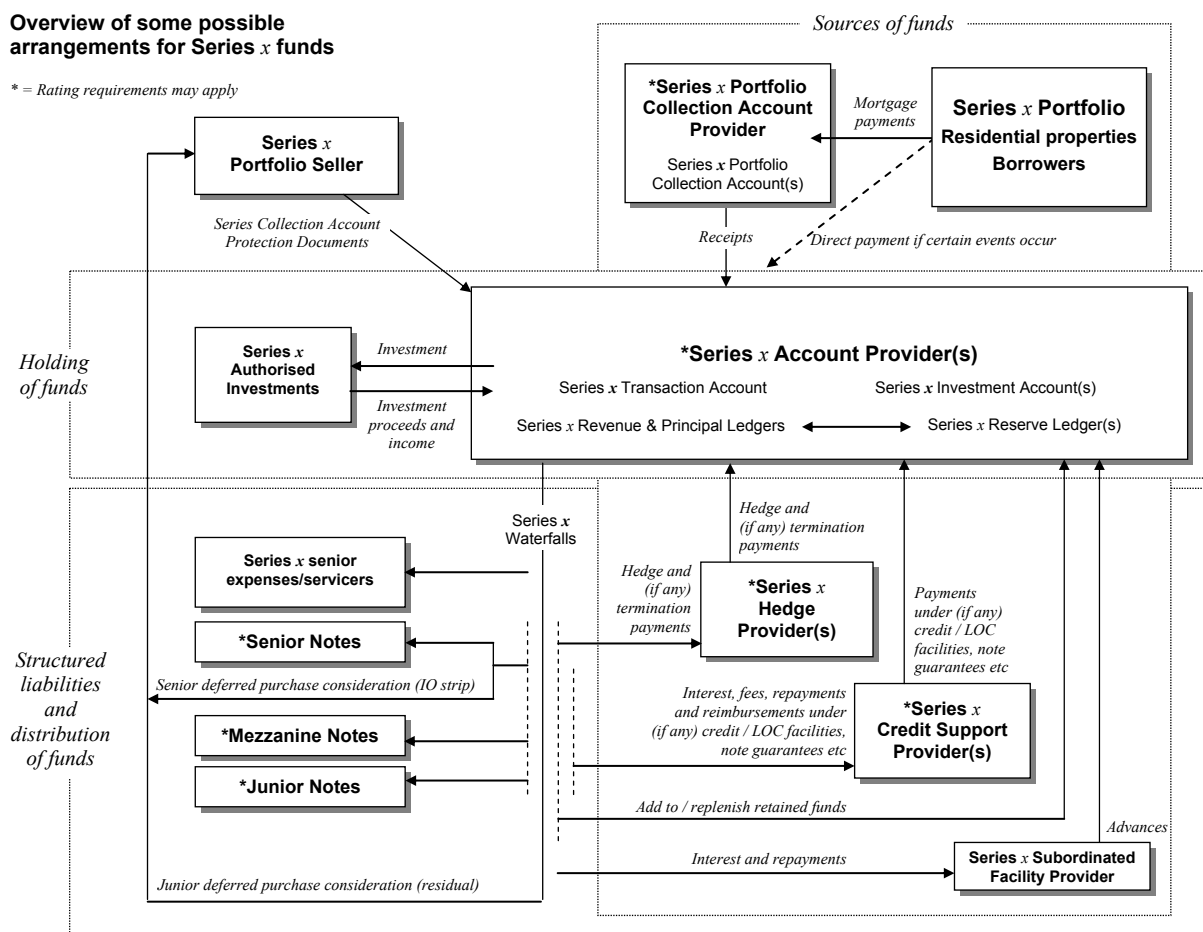 Overview of some possible
arrangements for Series x funds
* = Rating requirements may apply
Sources of funds
*Series x Portfolio
Collection Account
Provider
Series x Portfolio
Collection Account(s)
Mortgage
payments
Series x Portfolio
Residential properties
Borrowers
Series x
Portfolio Seller
Series Collection Account
Protection Documents
Receipts
Direct payment if certain events occur
Holding
of funds
Series x
Authorised
Investments
Investment
Investment
proceeds and
income
*Series x Account Provider(s)
Series x Transaction Account
Series x Investment Account(s)
Series x Revenue & Principal Ledgers
Series x Reserve Ledger(s)
Structured
liabilities
and
distribution
of funds
Series x
Waterfalls
Series x senior
expenses/servicers
*Senior Notes
Senior deferred purchase consideration (IO strip)
*Mezzanine Notes
*Junior Notes
Junior deferred purchase consideration (residual)
Hedge and
(if any) termination
payments
Hedge and
(if any)
termination
payments
*Series x
Hedge
Provider(s)
Payments
under (if any)
credit / LOC
facilities, note
guarantees etc
Interest, fees, repayments
and reimbursements under
(if any) credit / LOC facilities,
note guarantees etc
*Series x
Credit Support
Provider(s)
Add to / replenish retained funds
Advances
Interest and repayments
Series x Subordinated
Facility Provider